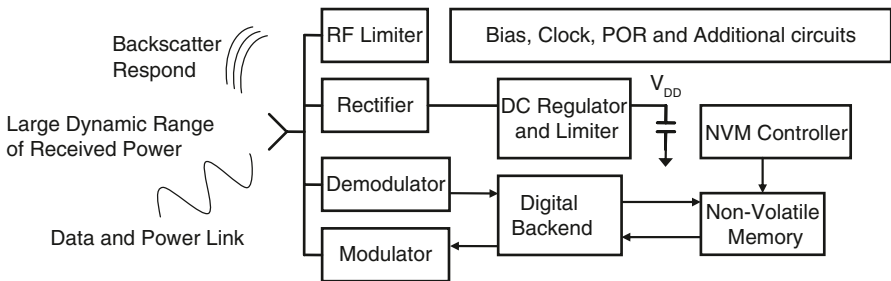 Backscatter
Respond
RF Limiter
Bias, Clock, POR and Additional circuits
Large Dynamic Range
of Received Power
Rectifier
DC Regulator
and Limiter
VDD
NVM Controller
Data and Power Link
Demodulator
Modulator
Digital
Backend
Non-Volatile
Memory